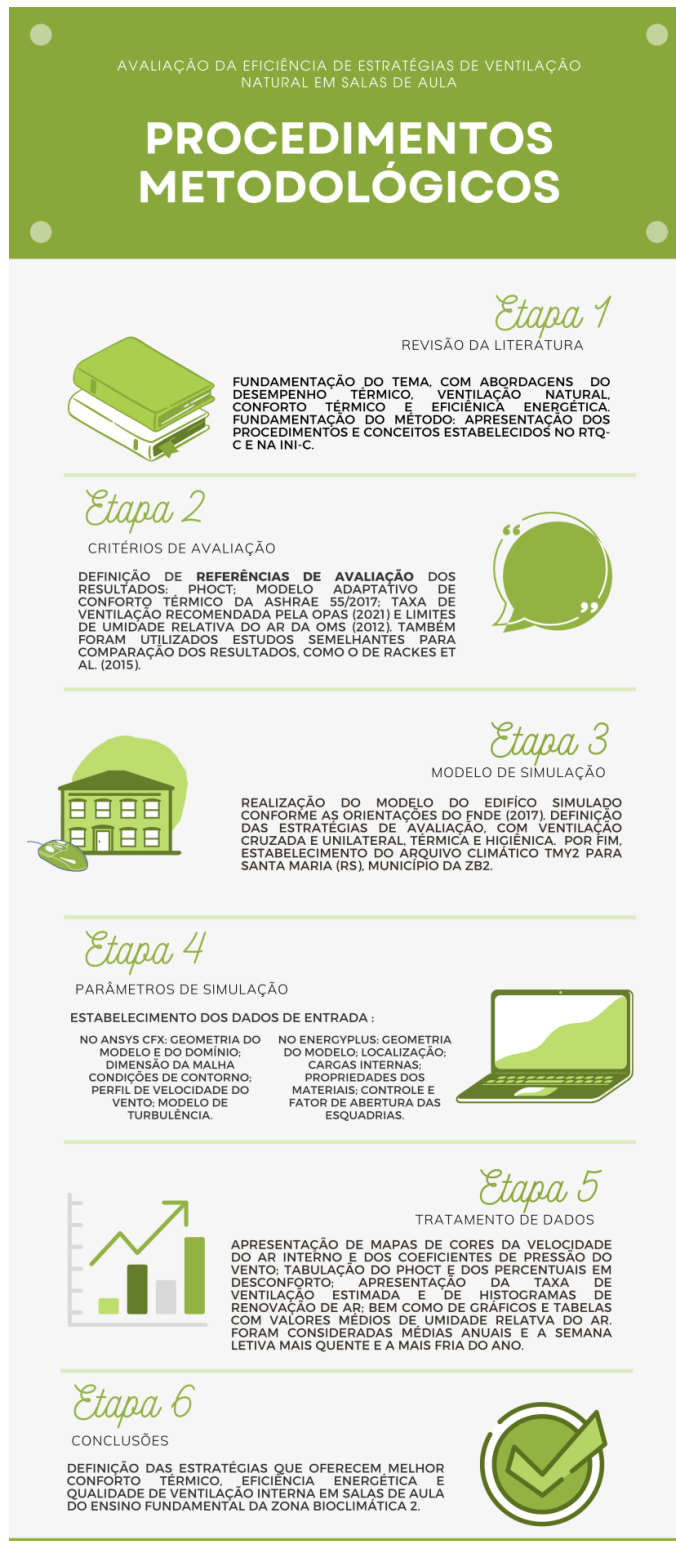 AVALIAÇÃO DA EFICIÊNCIA DE ESTRATÉGIAS DE VENTILAÇÃO
NATURAL EM SALAS DE AULA
PROCEDIMENTOS
METODOLÓGICOS
Etapa 1
REVISÃO DA LITERATURA
FUNDAMENTAÇÃO DO TEMA, COM ABORDAGENS DO
DESEMPENHO TÉRMICO, VENTILAÇÃO NATURAL,
CONFORTO TÉRMICO E EFICIÊNICA ENERGÉTICA.
FUNDAMENTAÇÃO DO MÉTODO: APRESENTAÇÃO DOS
PROCEDIMENTOS E CONCEITOS ESTABELECIDOS NO RTQ-
C E NA INI-C.
Etapa 2
CRITÉRIOS DE AVALIAÇÃO
DEFINIÇÃO DE REFERÊNCIAS DE AVALIAÇÃO DOS
RESULTADOS: PHOCT; MODELO ADAPTATIVO DE
CONFORTO TÉRMICO DA ASHRAE 55/2017; TAXA DE
VENTILAÇÃO RECOMENDADA PELA OPAS (2021) E LIMITES
DE UMIDADE RELATIVA DO AR DA OMS (2012). TAMBÉM
FORAM UTILIZADOS ESTUDOS SEMELHANTES PARA
COMPARAÇÃO DOS RESULTADOS, COMO O DE RACKES ET
AL. (2015).
Etapa 3
MODELO DE SIMULAÇÃO
REALIZAÇÃO DO MODELO DO EDIFÍCO SIMULADO
CONFORME AS ORIENTAÇÕES DO FNDE (2017). DEFINIÇÃO
DAS ESTRATÉGIAS DE AVALIAÇÃO, COM VENTILAÇÃO
CRUZADA E UNILATERAL, TÉRMICA E HIGIÊNICA. POR FIM,
ESTABELECIMENTO DO ARQUIVO CLIMÁTICO TMY2 PARA
SANTA MARIA (RS), MUNICÍPIO DA ZB2.
Etapa 4
PARÂMETROS DE SIMULAÇÃO
ESTABELECIMENTO DOS DADOS DE ENTRADA :
NO ANSYS CFX: GEOMETRIA DO
MODELO E DO DOMÍNIO;
DIMENSÃO DA MALHA
CONDIÇÕES DE CONTORNO;
PERFIL DE VELOCIDADE DO
VENTO; MODELO DE
TURBULÊNCIA.
NO ENERGYPLUS: GEOMETRIA
DO MODELO; LOCALIZAÇÃO;
CARGAS INTERNAS;
PROPRIEDADES DOS
MATERIAIS; CONTROLE E
FATOR DE ABERTURA DAS
ESQUADRIAS.
Etapa 5
TRATAMENTO DE DADOS
APRESENTAÇÃO DE MAPAS DE CORES DA VELOCIDADE
DO AR INTERNO E DOS COEFICIENTES DE PRESSÃO DO
VENTO; TABULAÇÃO DO PHOCT E DOS PERCENTUAIS EM
DESCONFORTO; APRESENTAÇÃO DA TAXA DE
VENTILAÇÃO ESTIMADA E DE HISTOGRAMAS DE
RENOVAÇÃO DE AR; BEM COMO DE GRÁFICOS E TABELAS
COM VALORES MÉDIOS DE UMIDADE RELATVA DO AR.
FORAM CONSIDERADAS MÉDIAS ANUAIS E A SEMANA
LETIVA MAIS QUENTE E A MAIS FRIA DO ANO.
Etapa 6
CONCLUSÕES
DEFINIÇÃO DAS ESTRATÉGIAS QUE OFERECEM MELHOR
CONFORTO TÉRMICO, EFICIÊNCIA ENERGÉTICA E
QUALIDADE DE VENTILAÇÃO INTERNA EM SALAS DE AULA
DO ENSINO FUNDAMENTAL DA ZONA BIOCLIMÁTICA 2.